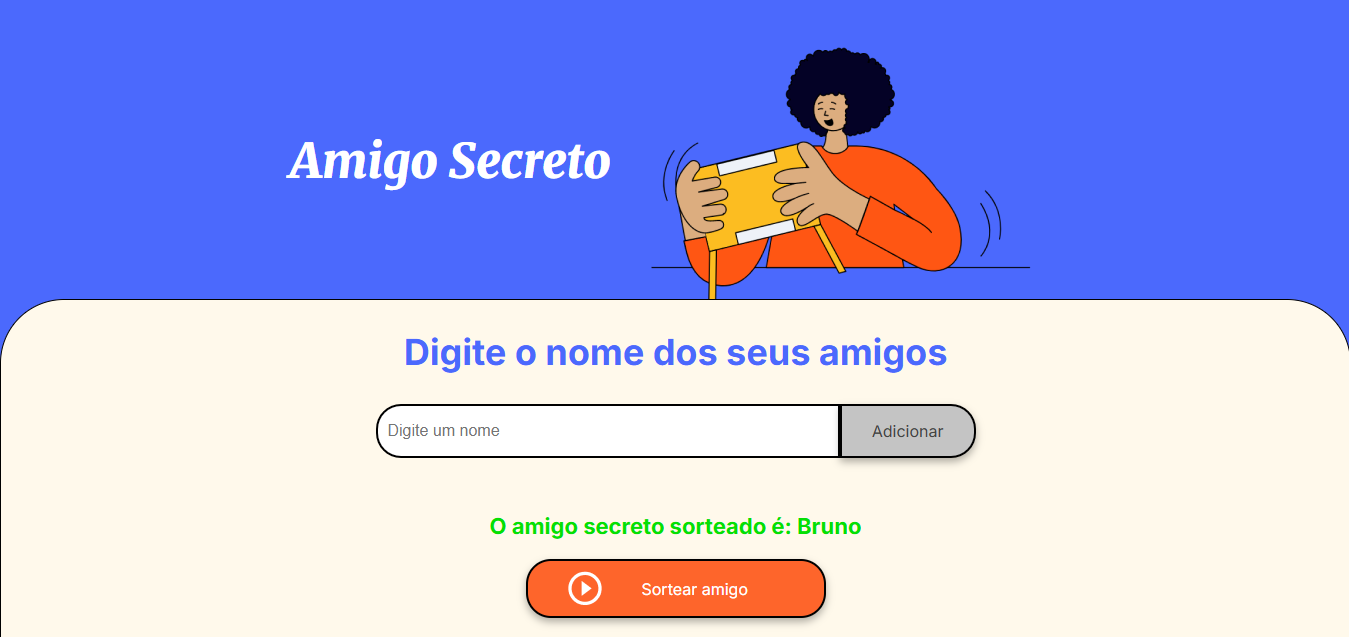 Amigo Secreto
Digite o nome dos seus amigos
Digite um nome
Adicionar
O amigo secreto sorteado é: Bruno
Sortear amigo